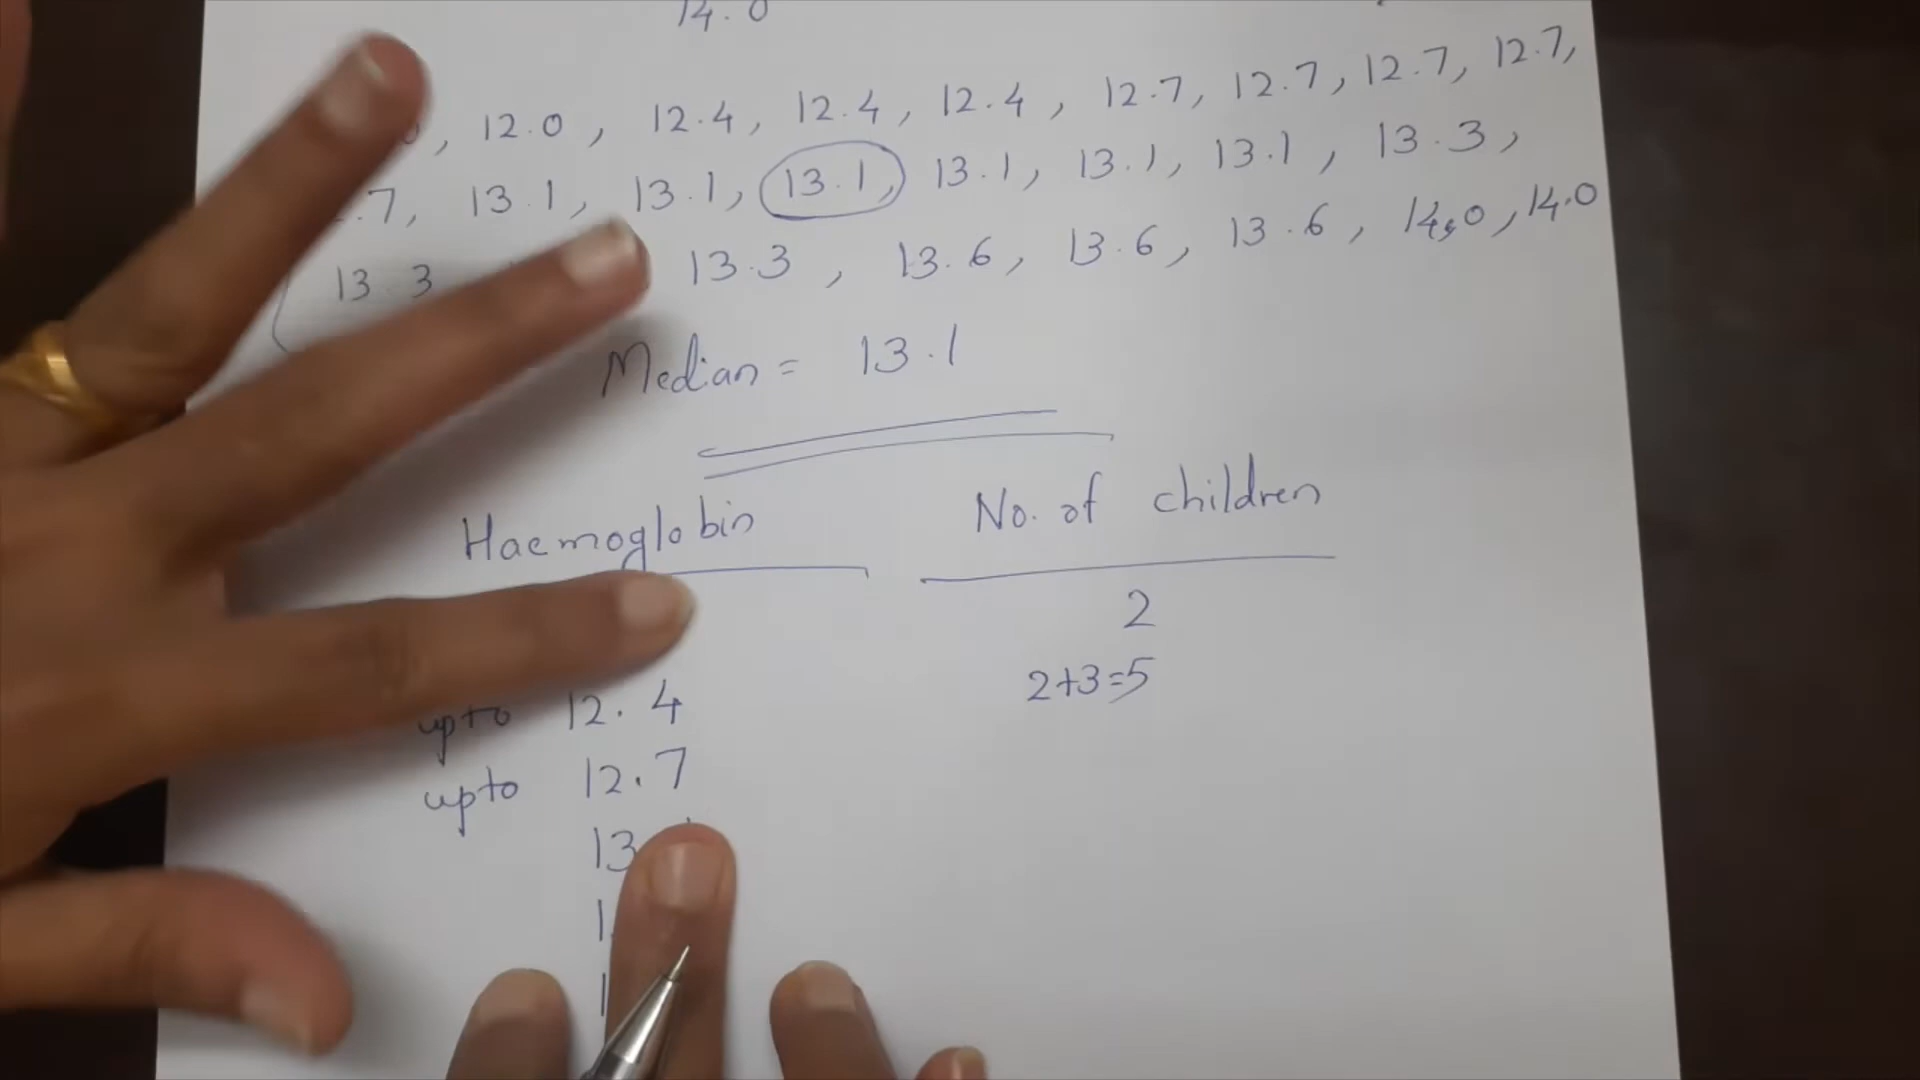 14.0
, 12.0, 12.4, 12.4, 12.4, 12.7, 12.7, 12.7, 12.7,
.7, 13.1, 13.1, 13.1, 13.1, 13.1, 13.1, 13.3,
13.3 13.3, 13.6, 13.6, 13.6, 14.0, 14.0
Median = 13.1
Haemoglobin No. of children
2
upto 12.4 2+3=5
upto 12.7
13